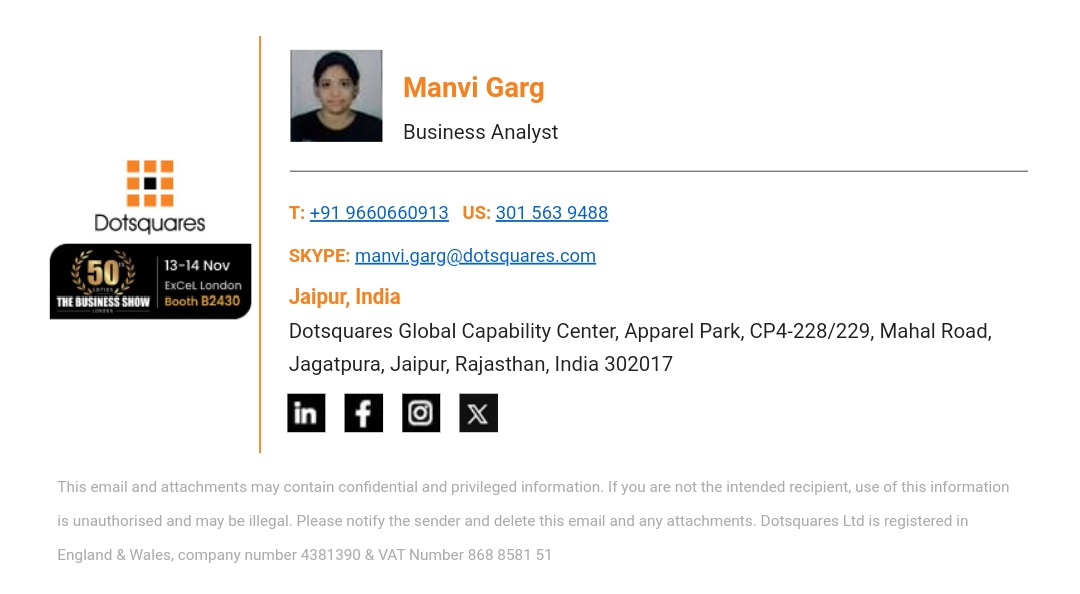 Manvi Garg
Business Analyst
Dotsquares
50th
SERIES
THE BUSINESS SHOW
LONDON
13-14 Nov
ExCeL London
Booth B2430
T: +91 9660660913 US: 301 563 9488
SKYPE: manvi.garg@dotsquares.com
Jaipur, India
Dotsquares Global Capability Center, Apparel Park, CP4-228/229, Mahal Road,
Jagatpura, Jaipur, Rajasthan, India 302017
in f X
This email and attachments may contain confidential and privileged information. If you are not the intended recipient, use of this information
is unauthorised and may be illegal. Please notify the sender and delete this email and any attachments. Dotsquares Ltd is registered in
England & Wales, company number 4381390 & VAT Number 868 8581 51